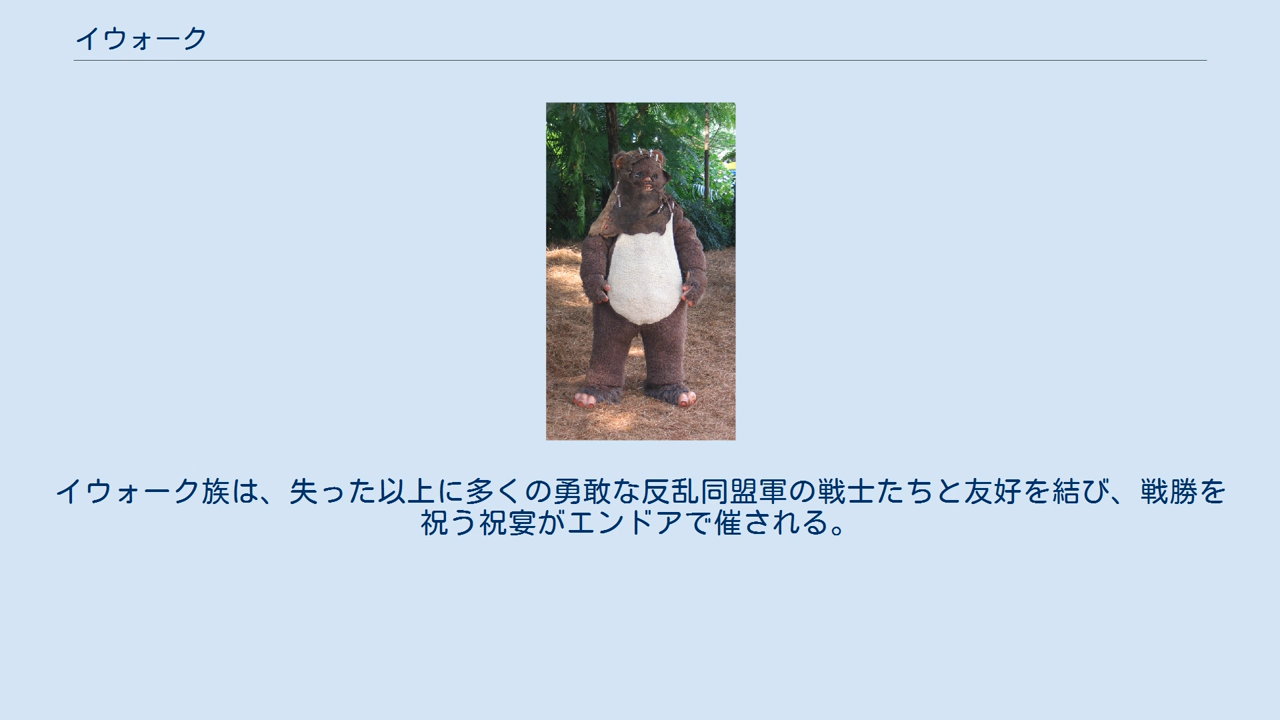 イウォーク
イウォーク族は、失った以上に多くの勇敢な反乱同盟軍の戦士たちと友好を結び、戦勝を
祝う祝宴がエンドアで催される。